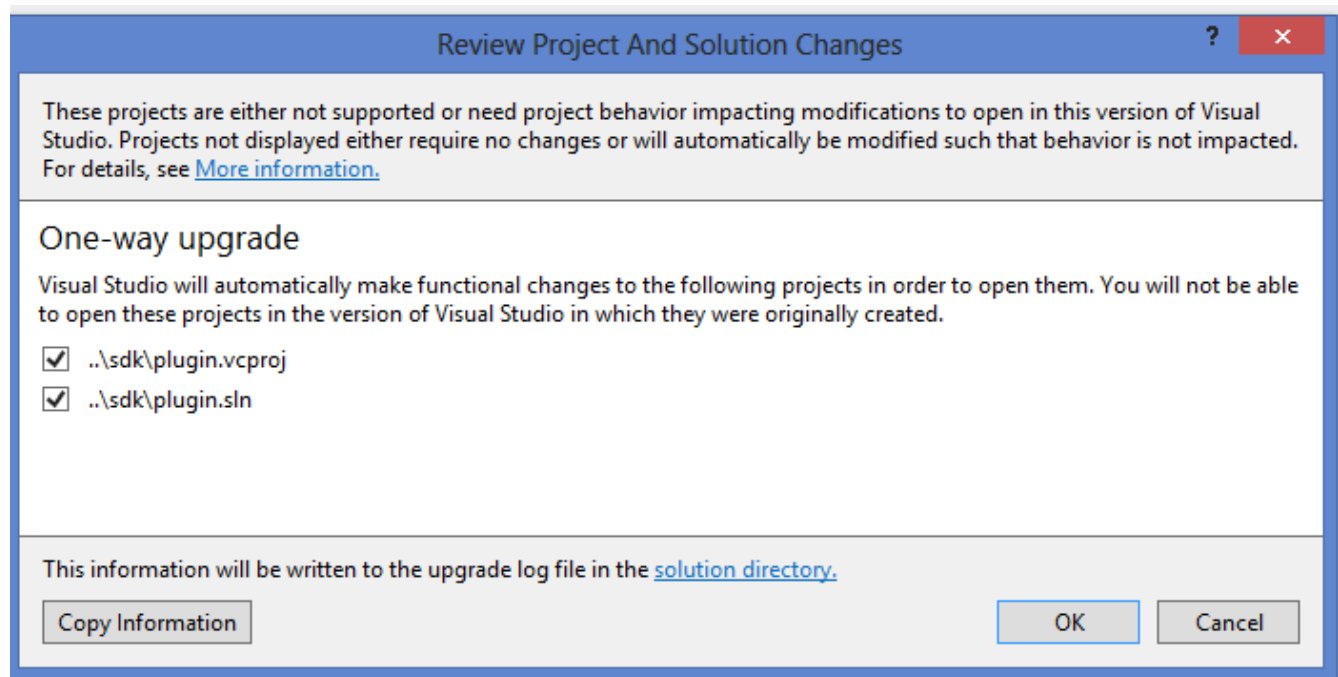 Review Project And Solution Changes
?
These projects are either not supported or need project behavior impacting modifications to open in this version of Visual
Studio. Projects not displayed either require no changes or will automatically be modified such that behavior is not impacted.
For details, see More information.
One-way upgrade
Visual Studio will automatically make functional changes to the following projects in order to open them. You will not be able
to open these projects in the version of Visual Studio in which they were originally created.
..\sdk\plugin.vcproj
..\sdk\plugin.sln
This information will be written to the upgrade log file in the solution directory.
Copy Information
OK
Cancel